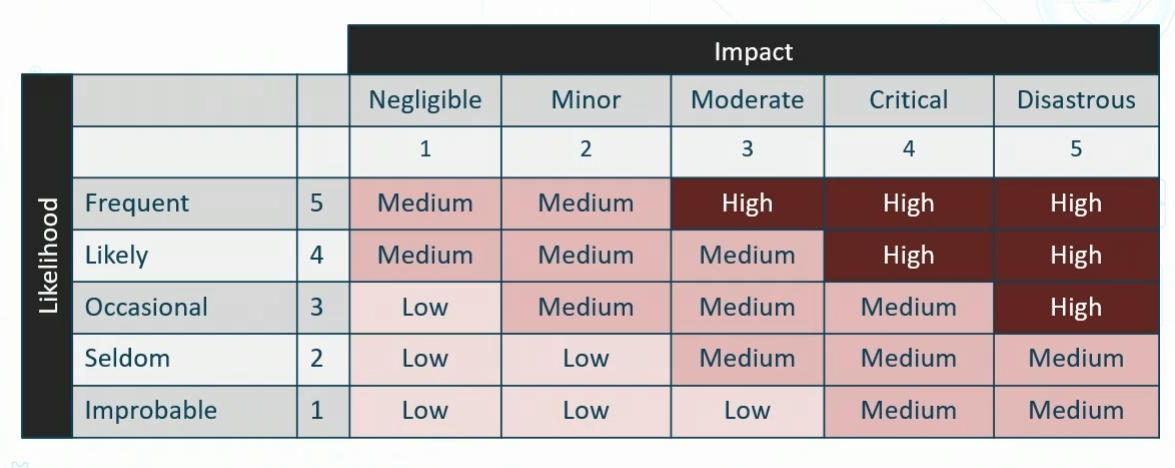 Impact
Negligible Minor Moderate Critical Disastrous
1 2 3 4 5
Likelihood
Frequent 5 Medium Medium High High High
Likely 4 Medium Medium Medium High High
Occasional 3 Low Medium Medium Medium High
Seldom 2 Low Low Medium Medium Medium
Improbable 1 Low Low Low Medium Medium